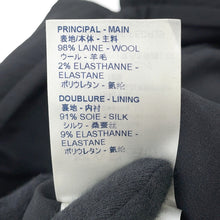 PRINCIPAL - MAIN
表地/本体 - 主料
98% LAINE - WOOL
ウール - 羊毛
2% ELASTHANNE -
ELASTANE
ポリウレタン - 氨纶
DOUBLURE - LINING
裏地 - 内衬
91% SOIE - SILK
シルク - 桑蚕丝
9% ELASTHANNE -
ELASTANE
ポリウレタン - 氨纶